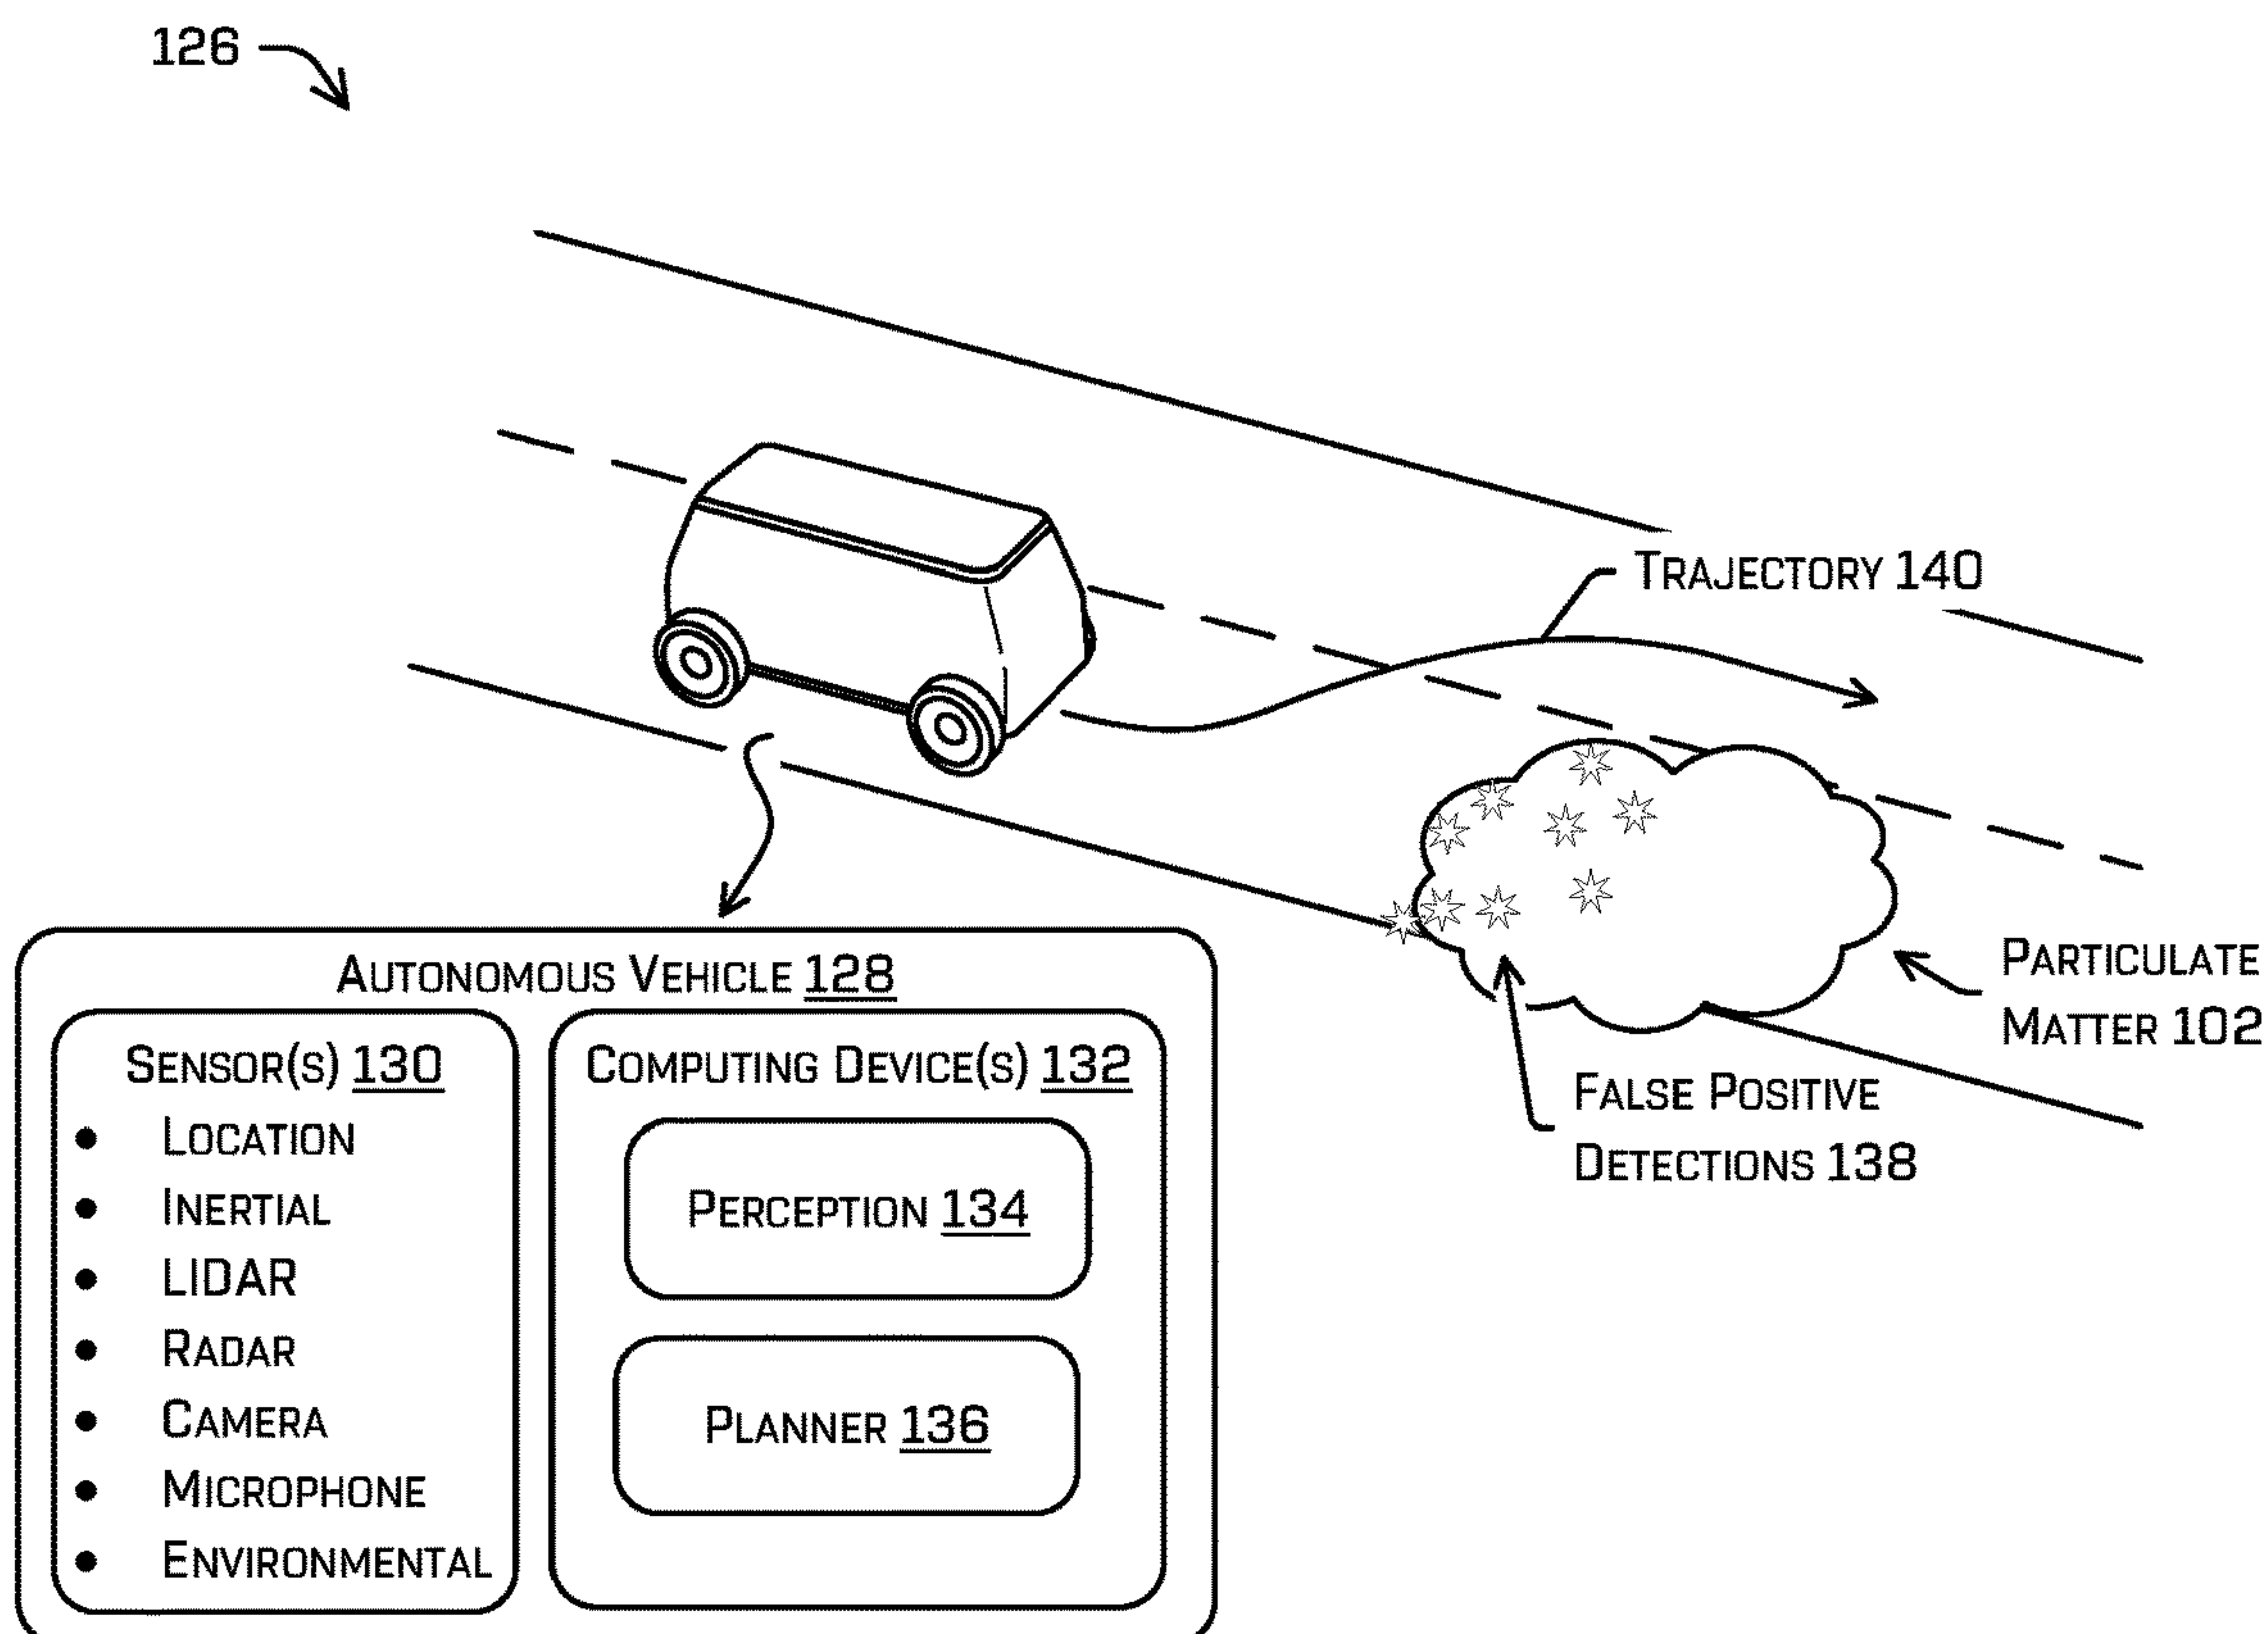 126
TRAJECTORY 140
PARTICULATE
MATTER 102
FALSE POSITIVE
DETECTIONS 138
AUTONOMOUS VEHICLE 128
SENSOR(S) 130
• LOCATION
• INERTIAL
• LIDAR
• RADAR
• CAMERA
• MICROPHONE
• ENVIRONMENTAL
COMPUTING DEVICE(S) 132
PERCEPTION 134
PLANNER 136